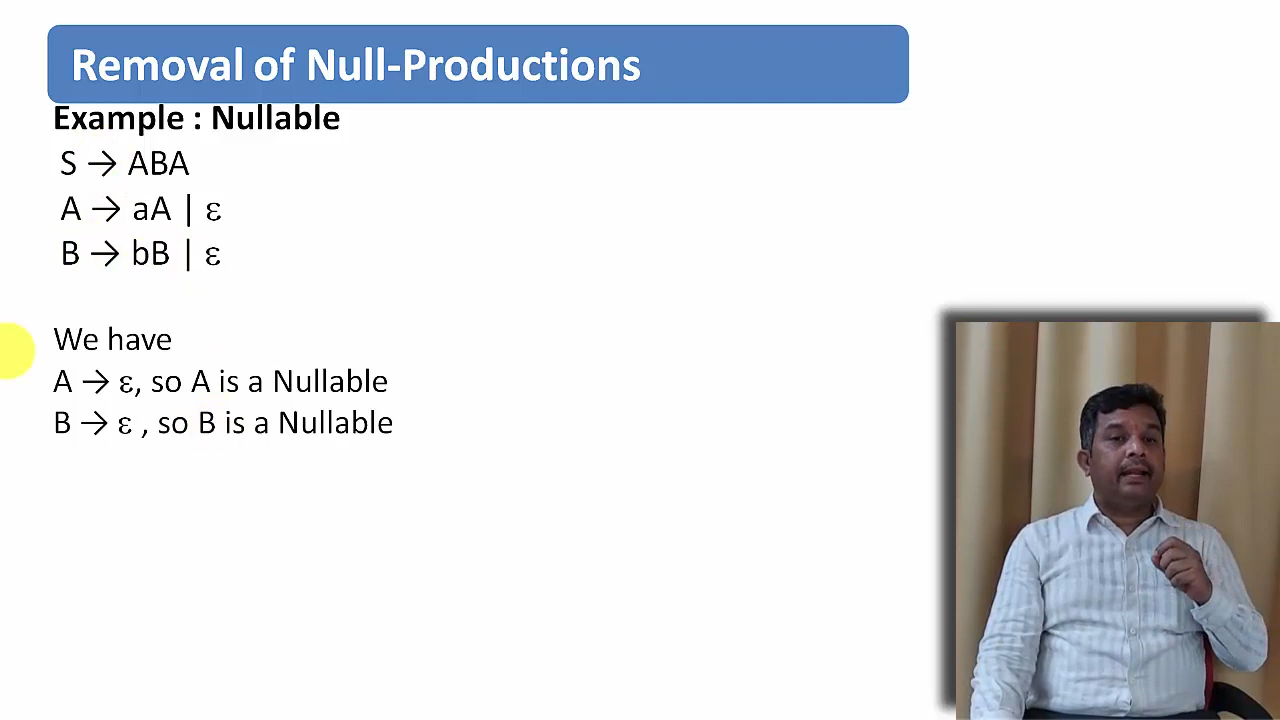 Removal of Null-Productions
Example : Nullable
S → ABA
A → aA | ε
B → bB | ε
We have
A → ε, so A is a Nullable
B → ε , so B is a Nullable